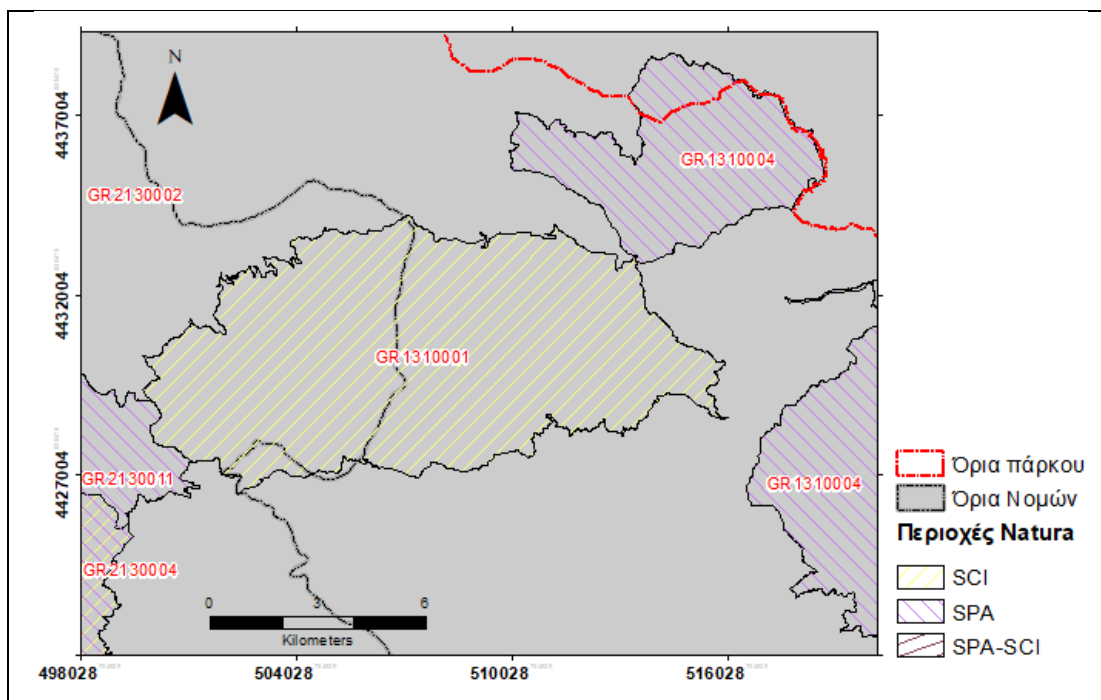 N
4437004
4432004
4427004
GR1310004
GR2130002
GR1310001
GR2130011
GR1310004
GR2130004
0 3 6
Kilometers
498028 504028 510028 516028
Όρια πάρκου
Όρια Νομών
Περιοχές Natura
SCI
SPA
SPA-SCI